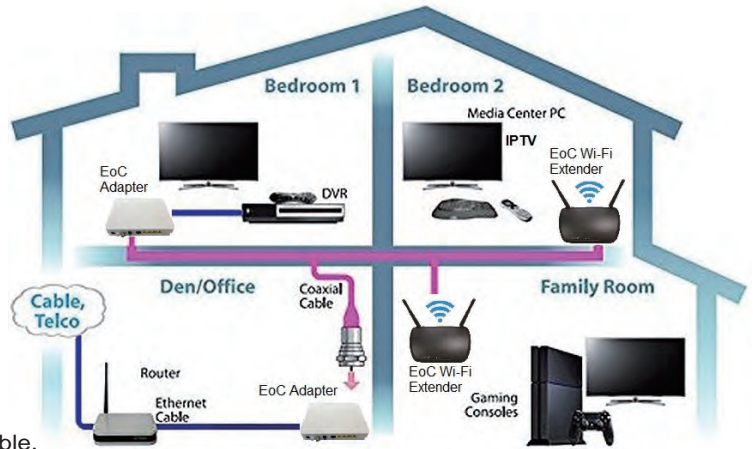 Bedroom 1
Bedroom 2
Media Center PC
IPTV
EoC
Adapter
DVR
EoC Wi-Fi
Extender
Den/Office
Coaxial
Cable
Family Room
Cable,
Telco
Router
Ethernet
Cable
EoC Adapter
EoC Wi-Fi
Extender
Gaming
Consoles
ble.